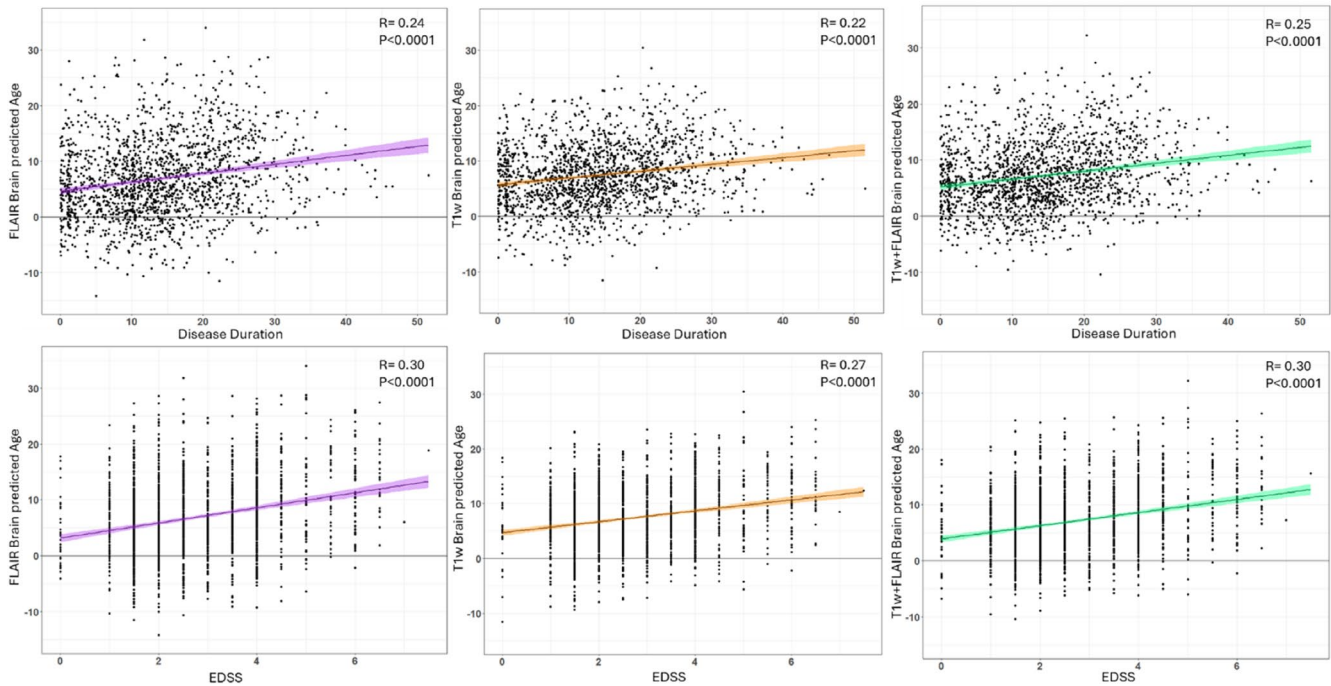 R= 0.24
P<0.0001
FLAIR Brain predicted Age
30
20
10
0
-10
0 10 20 30 40 50
Disease Duration
R= 0.22
P<0.0001
T1w Brain predicted Age
30
20
10
0
-10
0 10 20 30 40 50
Disease Duration
R= 0.25
P<0.0001
T1w+FLAIR Brain predicted Age
30
20
10
0
-10
0 10 20 30 40 50
Disease Duration
R= 0.30
P<0.0001
FLAIR Brain predicted Age
30
20
10
0
-10
0 2 4 6
EDSS
R= 0.27
P<0.0001
T1w Brain predicted Age
30
20
10
0
-10
0 2 4 6
EDSS
R= 0.30
P<0.0001
T1w+FLAIR Brain predicted Age
30
20
10
0
-10
0 2 4 6
EDSS